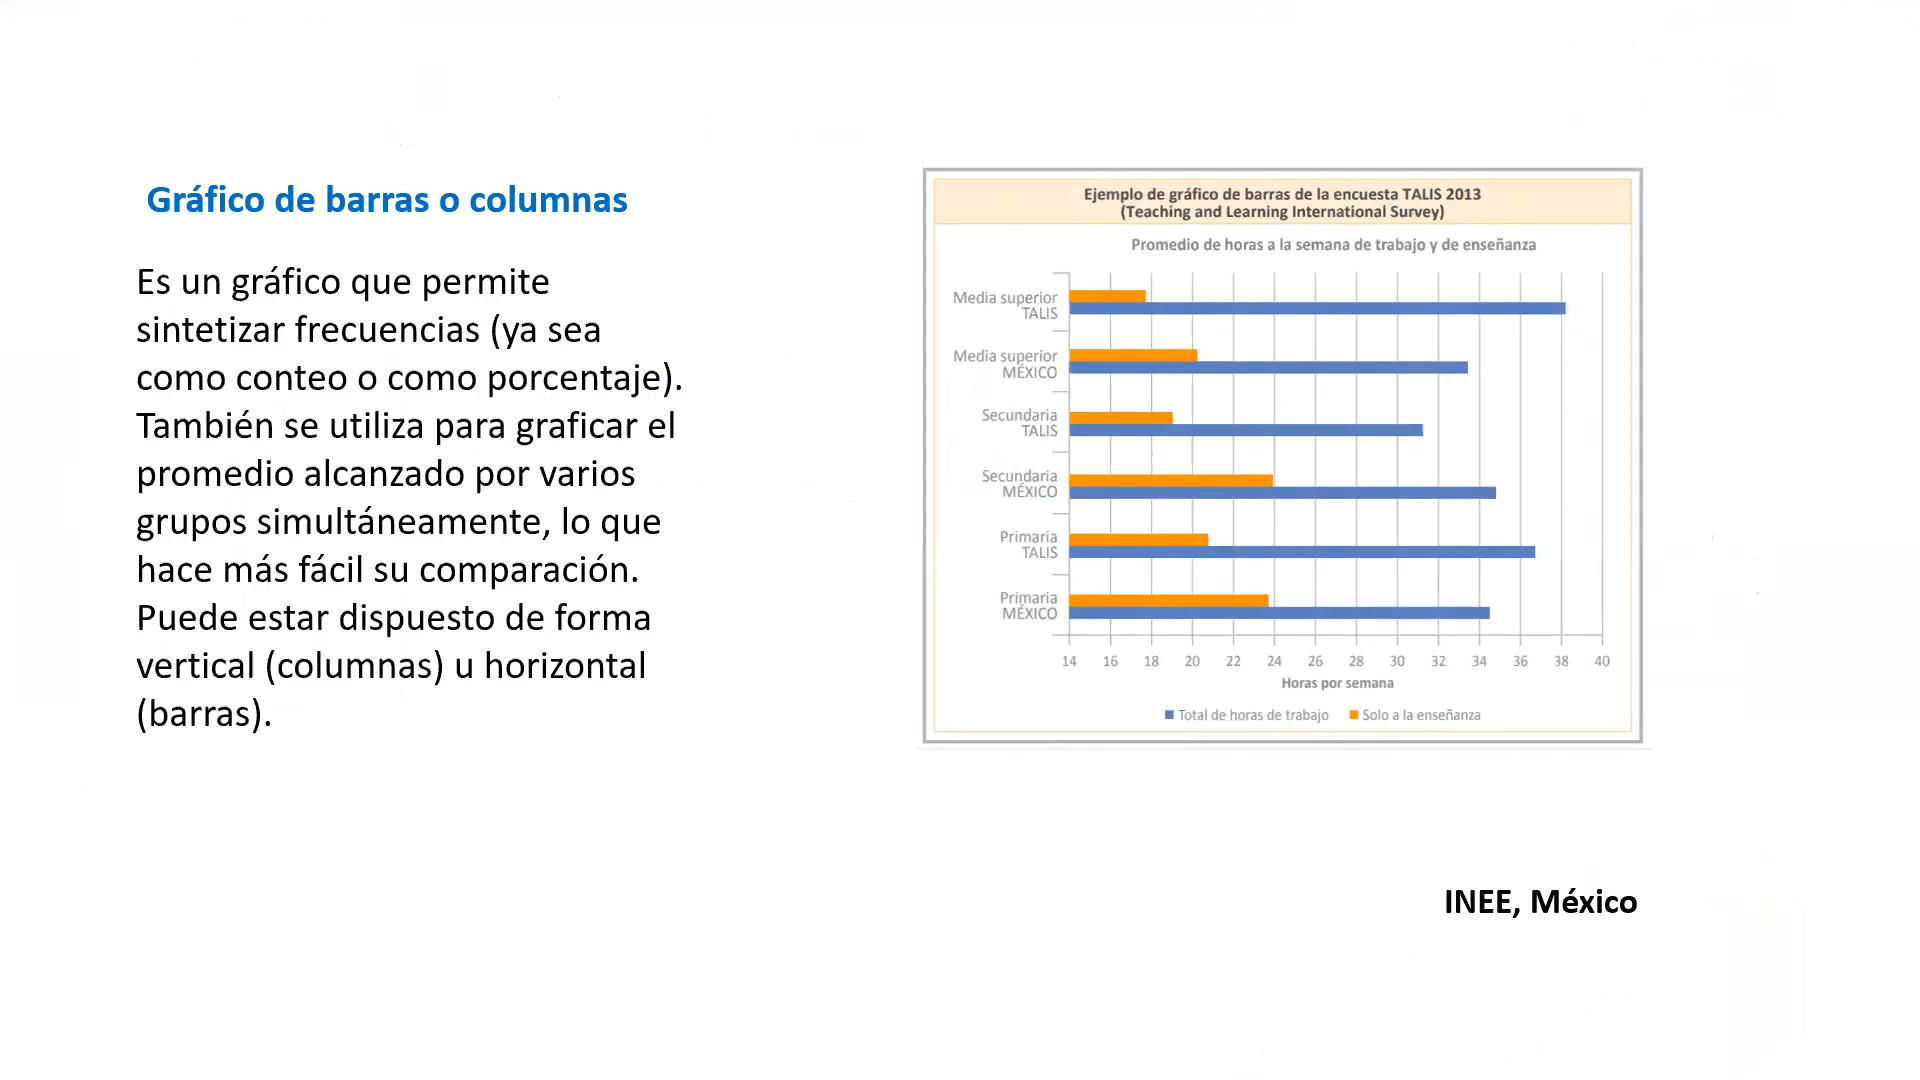 Gráfico de barras o columnas
Es un gráfico que permite
sintetizar frecuencias (ya sea
como conteo o como porcentaje).
También se utiliza para graficar el
promedio alcanzado por varios
grupos simultáneamente, lo que
hace más fácil su comparación.
Puede estar dispuesto de forma
vertical (columnas) u horizontal
(barras).
Ejemplo de gráfico de barras de la encuesta TALIS 2013
(Teaching and Learning International Survey)
Promedio de horas a la semana de trabajo y de enseñanza
Media superior
TALIS
Media superior
MÉXICO
Secundaria
TALIS
Secundaria
MÉXICO
Primaria
TALIS
Primaria
MÉXICO
14 16 18 20 22 24 26 28 30 32 34 36 38 40
Horas por semana
Total de horas de trabajo Solo a la enseñanza
INEE, México